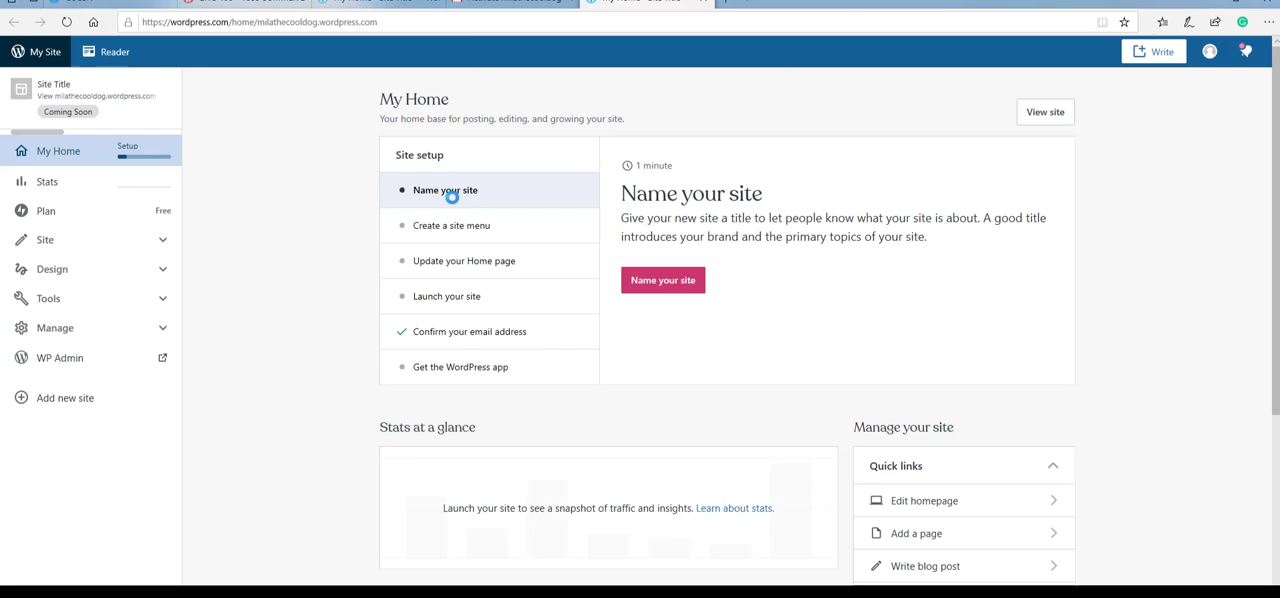 https://wordpress.com/home/milathecooldog.wordpress.com
My Site
Reader
Write
Site Title
View milathecooldog.wordpress.com
Coming Soon
My Home
Setup
Stats
Plan
Free
Site
Design
Tools
Manage
WP Admin
Add new site
My Home
Your home base for posting, editing, and growing your site.
View site
Site setup
Name your site
Create a site menu
Update your Home page
Launch your site
Confirm your email address
Get the WordPress app
1 minute
Name your site
Give your new site a title to let people know what your site is about. A good title
introduces your brand and the primary topics of your site.
Name your site
Stats at a glance
Launch your site to see a snapshot of traffic and insights. Learn about stats.
Manage your site
Quick links
Edit homepage
Add a page
Write blog post